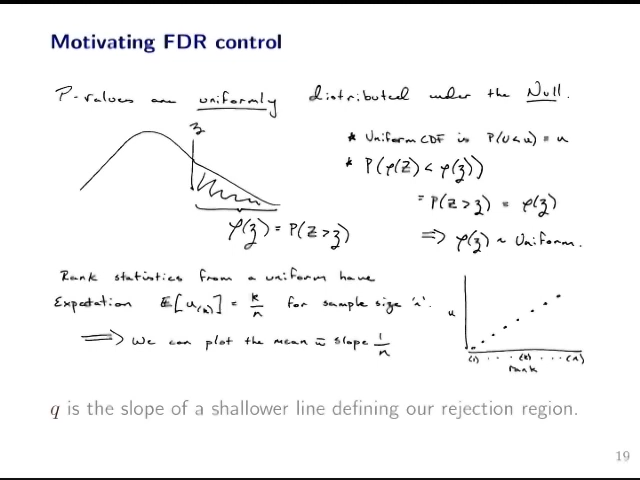 Motivating FDR control
P-values are uniformly distributed under the Null.
z
* Uniform CDF is P(U<u) = u
* P(φ(Z) < φ(z))
= P(Z>z) = φ(z)
⟹ φ(z) ~ Uniform.
φ(z) = P(Z>z)
Rank statistics from a uniform have
Expectation E[u(k)] = k/n for sample size 'n'.
⟹ We can plot the mean w̄ slope 1/n
u
(1) · · · (k) · · · (n)
rank
q is the slope of a shallower line defining our rejection region.
19